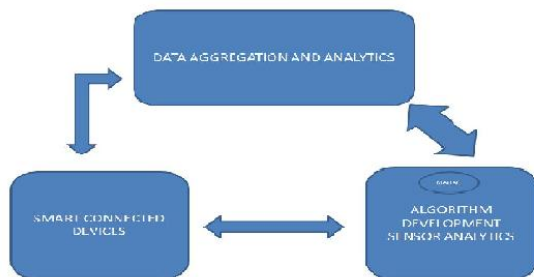 DATA AGGREGATION AND ANALYTICS
SMART CONNECTED
DEVICES
ALGORITHM
DEVELOPMENT
SENSOR ANALYTICS